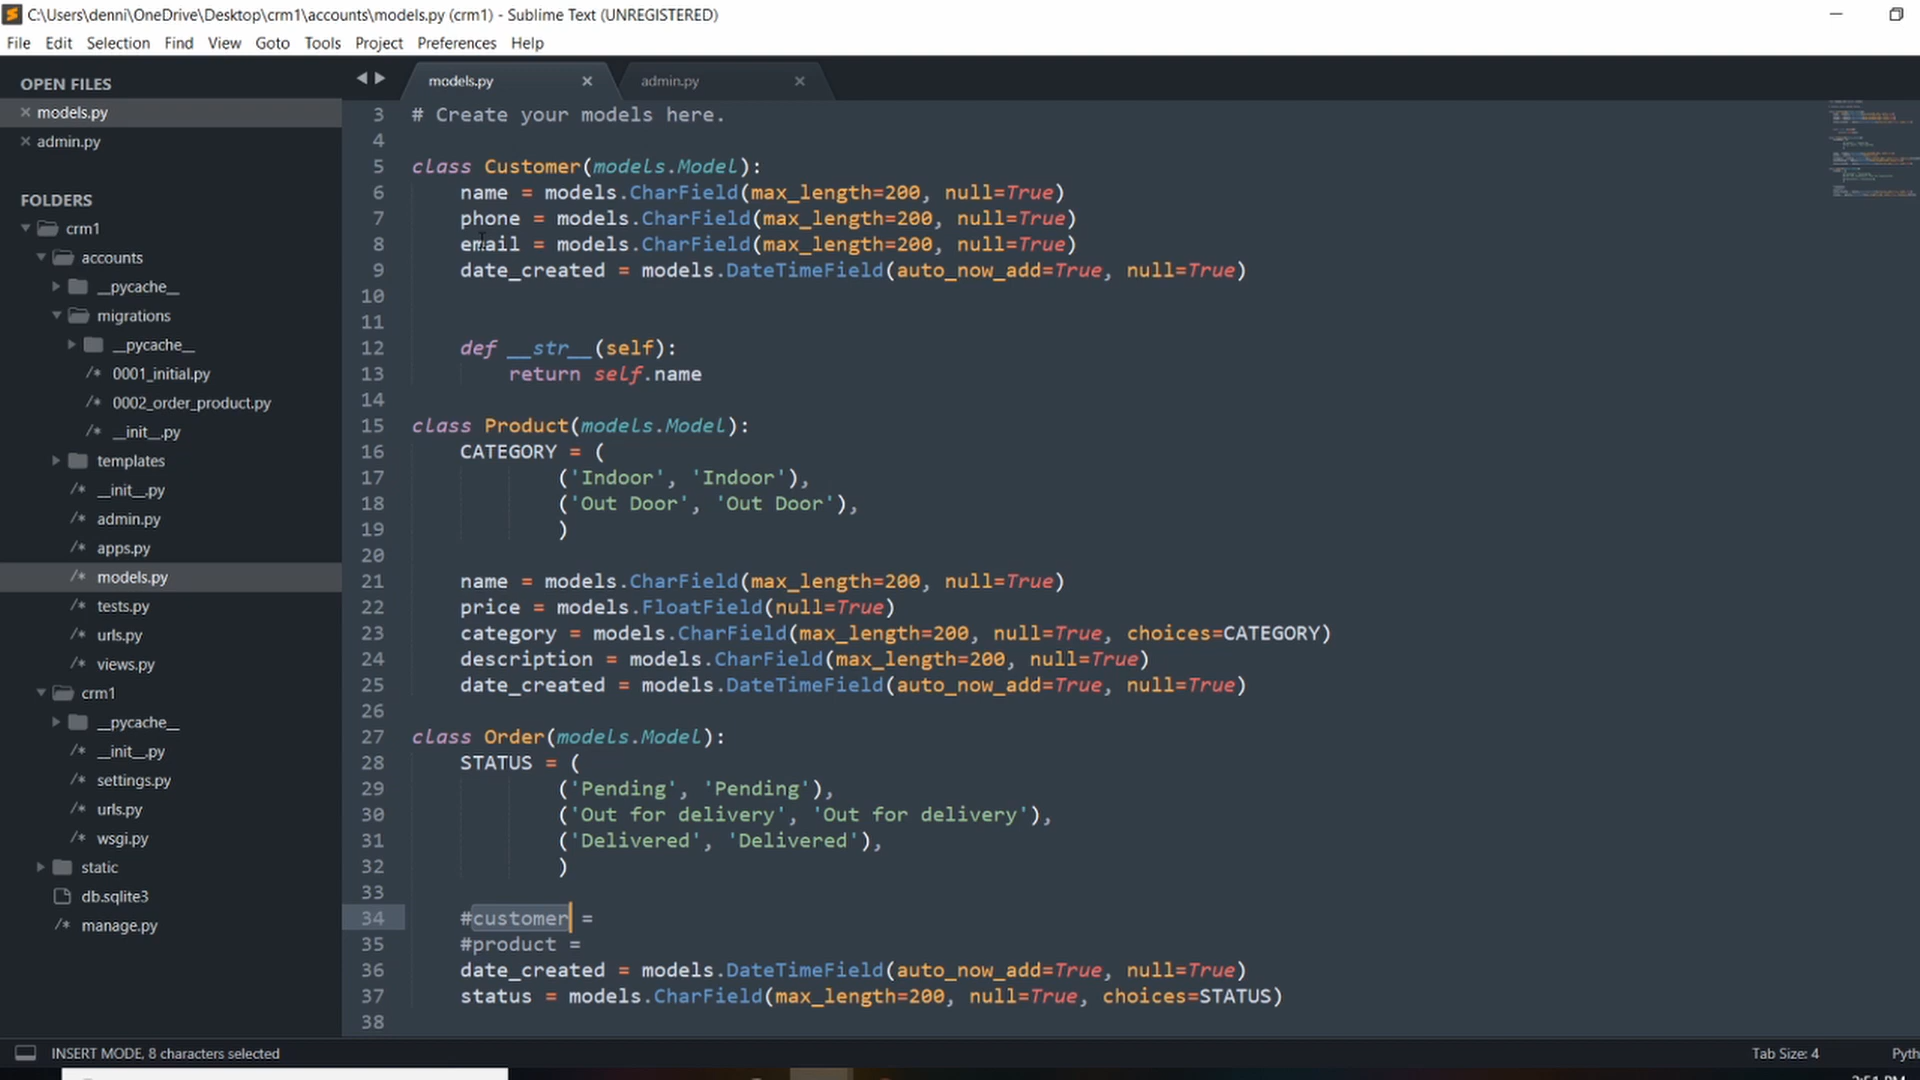 C:\Users\denni\OneDrive\Desktop\crm1\accounts\models.py (crm1) - Sublime Text (UNREGISTERED)
File Edit Selection Find View Goto Tools Project Preferences Help
OPEN FILES
models.py
admin.py
FOLDERS
crm1
accounts
__pycache__
migrations
__pycache__
/* 0001_initial.py
/* 0002_order_product.py
/* __init__.py
templates
/* __init__.py
/* admin.py
/* apps.py
/* models.py
/* tests.py
/* urls.py
/* views.py
crm1
__pycache__
/* __init__.py
/* settings.py
/* urls.py
/* wsgi.py
static
db.sqlite3
/* manage.py
models.py admin.py
3 # Create your models here.
4
5 class Customer(models.Model):
6 name = models.CharField(max_length=200, null=True)
7 phone = models.CharField(max_length=200, null=True)
8 email = models.CharField(max_length=200, null=True)
9 date_created = models.DateTimeField(auto_now_add=True, null=True)
10
11
12 def __str__(self):
13 return self.name
14
15 class Product(models.Model):
16 CATEGORY = (
17 ('Indoor', 'Indoor'),
18 ('Out Door', 'Out Door'),
19 )
20
21 name = models.CharField(max_length=200, null=True)
22 price = models.FloatField(null=True)
23 category = models.CharField(max_length=200, null=True, choices=CATEGORY)
24 description = models.CharField(max_length=200, null=True)
25 date_created = models.DateTimeField(auto_now_add=True, null=True)
26
27 class Order(models.Model):
28 STATUS = (
29 ('Pending', 'Pending'),
30 ('Out for delivery', 'Out for delivery'),
31 ('Delivered', 'Delivered'),
32 )
33
34 #customer =
35 #product =
36 date_created = models.DateTimeField(auto_now_add=True, null=True)
37 status = models.CharField(max_length=200, null=True, choices=STATUS)
38
INSERT MODE, 8 characters selected
Tab Size: 4
Pyth